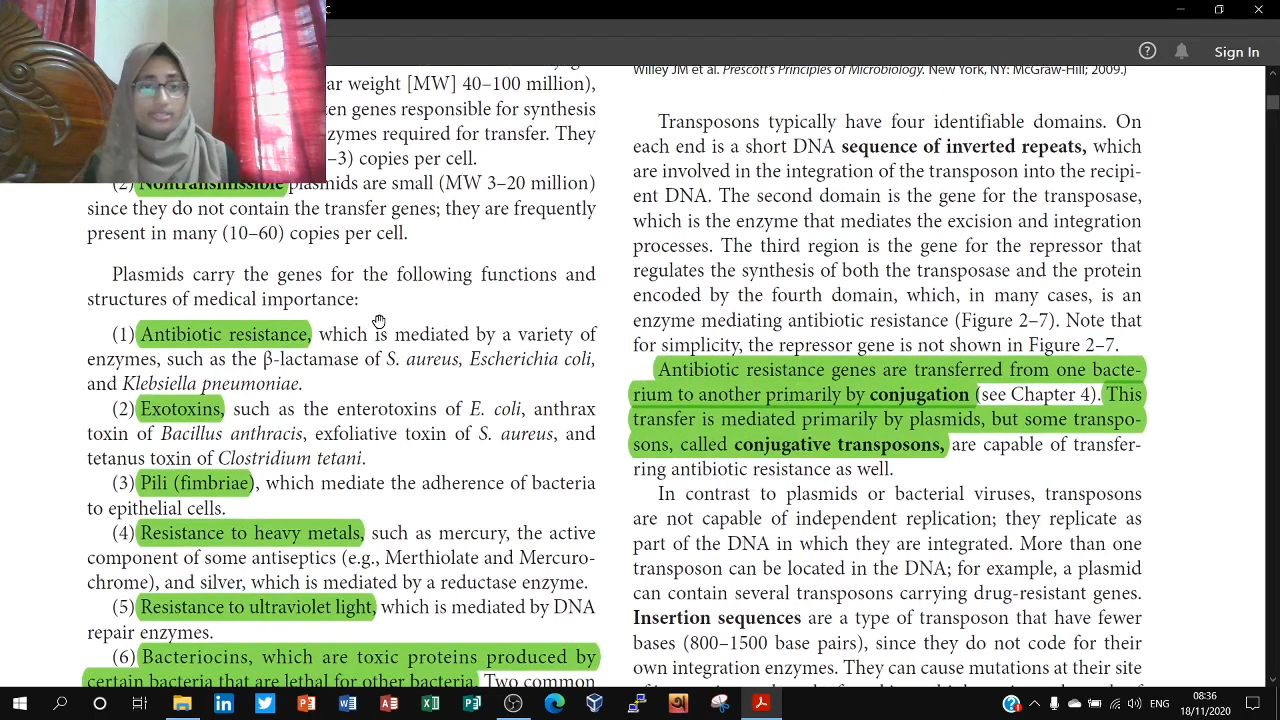 Sign In
ar weight [MW] 40–100 million),
en genes responsible for synthesis
zymes required for transfer. They
–3) copies per cell.
(2) Nontransmissible plasmids are small (MW 3–20 million)
since they do not contain the transfer genes; they are frequently
present in many (10–60) copies per cell.
Plasmids carry the genes for the following functions and
structures of medical importance:
(1) Antibiotic resistance, which is mediated by a variety of
enzymes, such as the β-lactamase of S. aureus, Escherichia coli,
and Klebsiella pneumoniae.
(2) Exotoxins, such as the enterotoxins of E. coli, anthrax
toxin of Bacillus anthracis, exfoliative toxin of S. aureus, and
tetanus toxin of Clostridium tetani.
(3) Pili (fimbriae), which mediate the adherence of bacteria
to epithelial cells.
(4) Resistance to heavy metals, such as mercury, the active
component of some antiseptics (e.g., Merthiolate and Mercuro-
chrome), and silver, which is mediated by a reductase enzyme.
(5) Resistance to ultraviolet light, which is mediated by DNA
repair enzymes.
(6) Bacteriocins, which are toxic proteins produced by
certain bacteria that are lethal for other bacteria. Two common
Willey JM et al. Prescott's Principles of Microbiology. New York, NY: McGraw-Hill; 2009.)
Transposons typically have four identifiable domains. On
each end is a short DNA sequence of inverted repeats, which
are involved in the integration of the transposon into the recipi-
ent DNA. The second domain is the gene for the transposase,
which is the enzyme that mediates the excision and integration
processes. The third region is the gene for the repressor that
regulates the synthesis of both the transposase and the protein
encoded by the fourth domain, which, in many cases, is an
enzyme mediating antibiotic resistance (Figure 2–7). Note that
for simplicity, the repressor gene is not shown in Figure 2–7.
Antibiotic resistance genes are transferred from one bacte-
rium to another primarily by conjugation (see Chapter 4). This
transfer is mediated primarily by plasmids, but some transpo-
sons, called conjugative transposons, are capable of transfer-
ring antibiotic resistance as well.
In contrast to plasmids or bacterial viruses, transposons
are not capable of independent replication; they replicate as
part of the DNA in which they are integrated. More than one
transposon can be located in the DNA; for example, a plasmid
can contain several transposons carrying drug-resistant genes.
Insertion sequences are a type of transposon that have fewer
bases (800–1500 base pairs), since they do not code for their
own integration enzymes. They can cause mutations at their site
ENG
08:36
18/11/2020